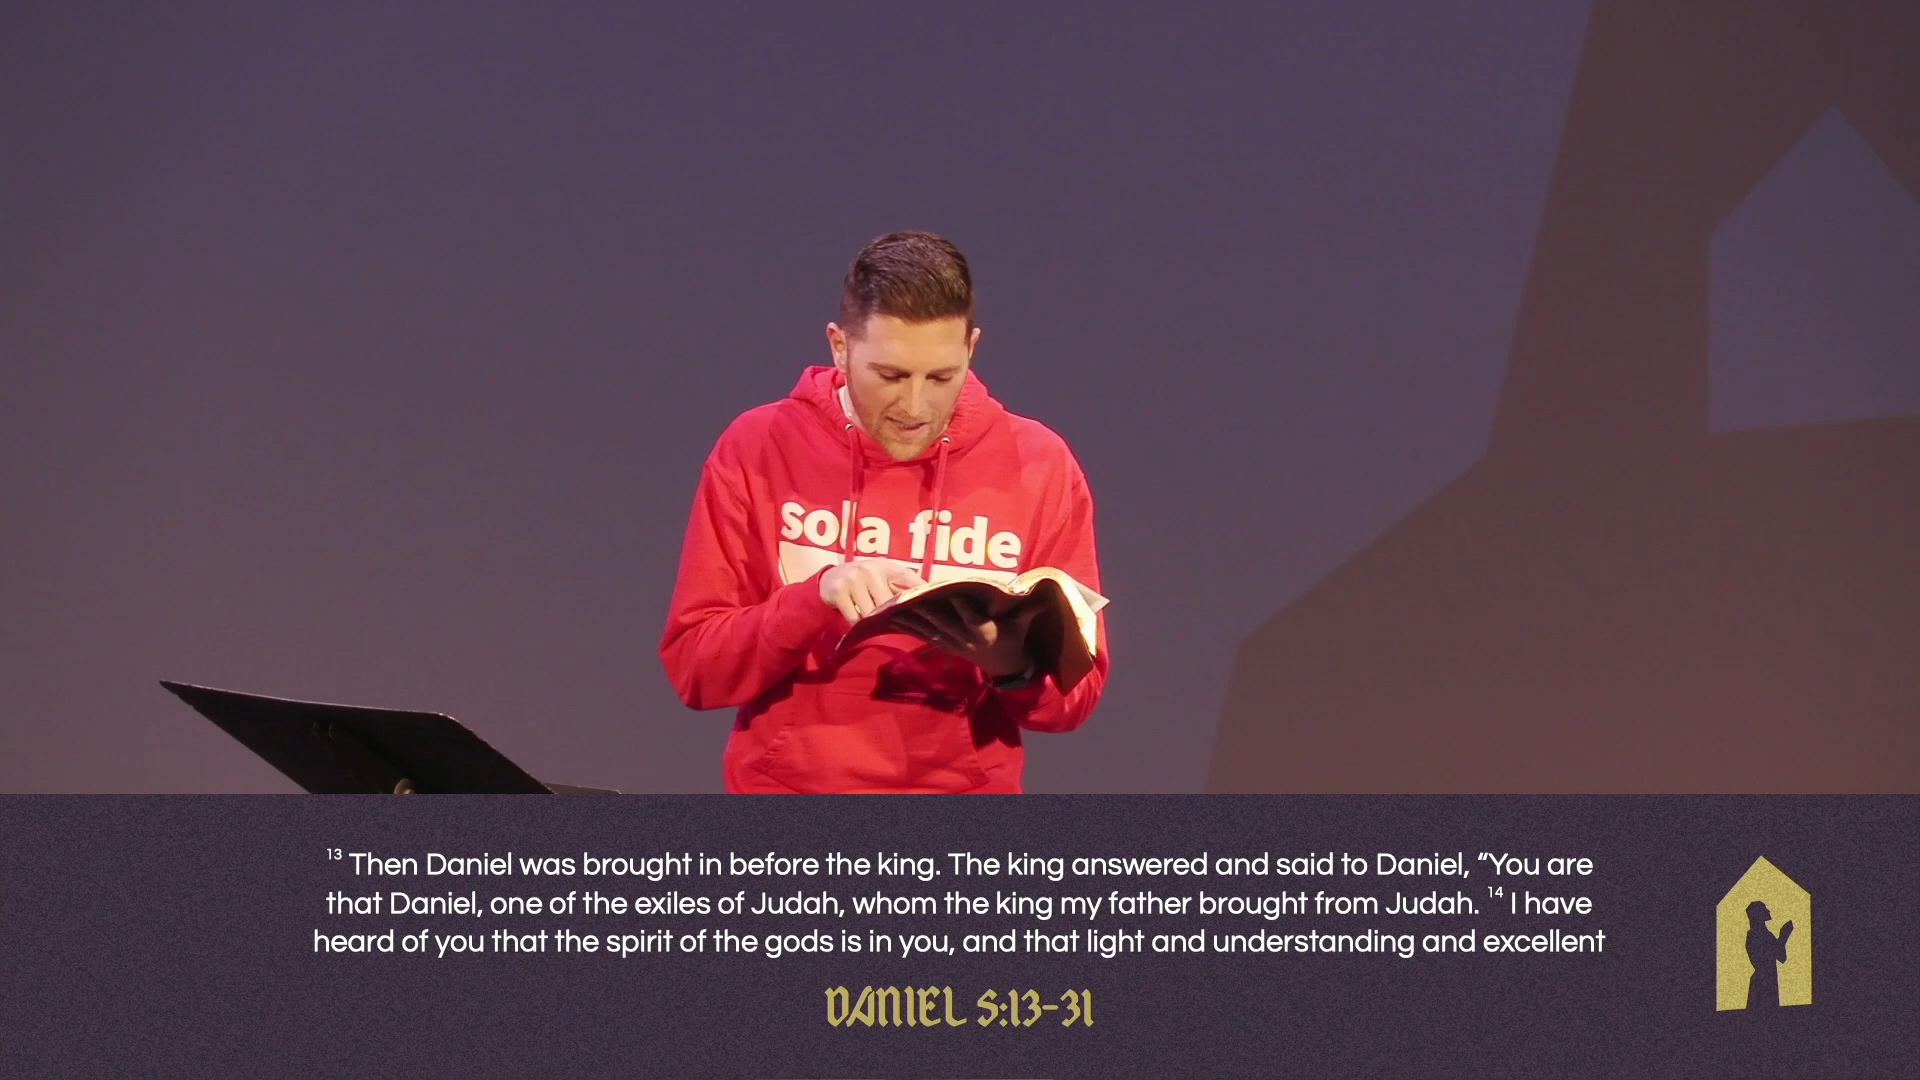 sola fide
13 Then Daniel was brought in before the king. The king answered and said to Daniel, “You are
that Daniel, one of the exiles of Judah, whom the king my father brought from Judah. 14 I have
heard of you that the spirit of the gods is in you, and that light and understanding and excellent
DANIEL 5:13-31